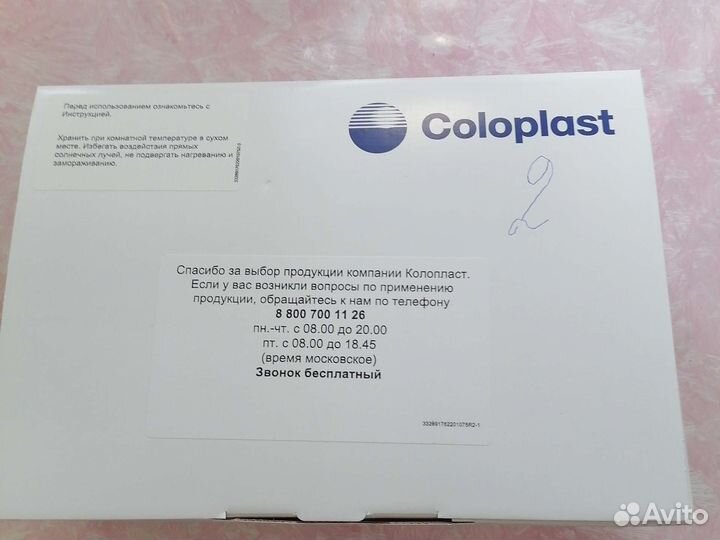 Перед использованием ознакомьтесь с
Инструкцией.
Хранить при комнатной температуре в сухом
месте. Избегать воздействия прямых
солнечных лучей, не подвергать нагреванию и
замораживанию.
Coloplast
2
Спасибо за выбор продукции компании Колопласт.
Если у вас возникли вопросы по применению
продукции, обращайтесь к нам по телефону
8 800 700 11 26
пн.-чт. с 08.00 до 20.00
пт. с 08.00 до 18.45
(время московское)
Звонок бесплатный
Avito